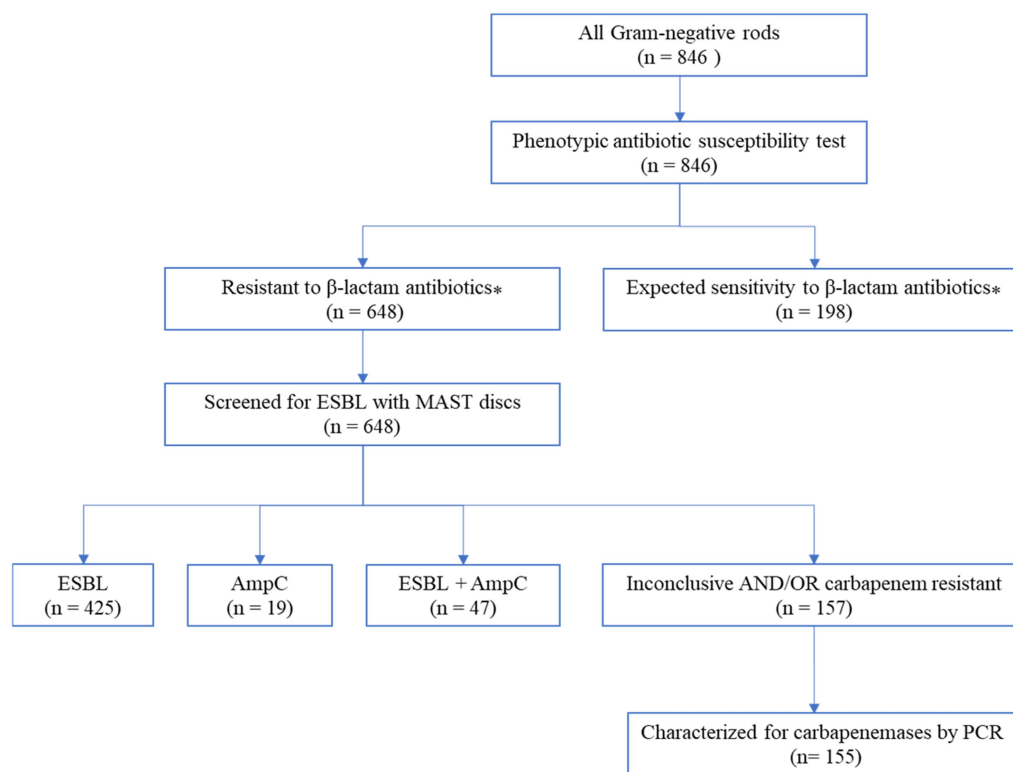 All Gram-negative rods
(n = 846 )
Phenotypic antibiotic susceptibility test
(n = 846)
Resistant to β-lactam antibiotics*
(n = 648)
Expected sensitivity to β-lactam antibiotics*
(n = 198)
Screened for ESBL with MAST discs
(n = 648)
ESBL
(n = 425)
AmpC
(n = 19)
ESBL + AmpC
(n = 47)
Inconclusive AND/OR carbapenem resistant
(n = 157)
Characterized for carbapenemases by PCR
(n= 155)